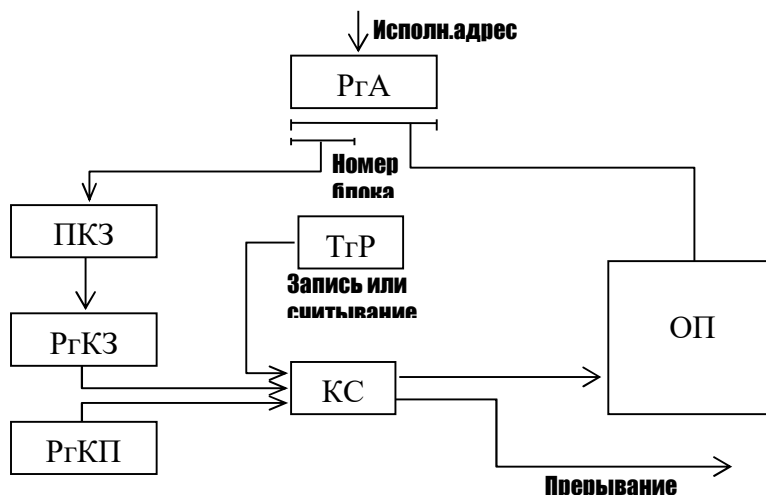 Исполн.адрес
РгА
Номер
блока
ПКЗ
ТгР
Запись или
считывание
ОП
РгКЗ
КС
РгКП
Прерывание